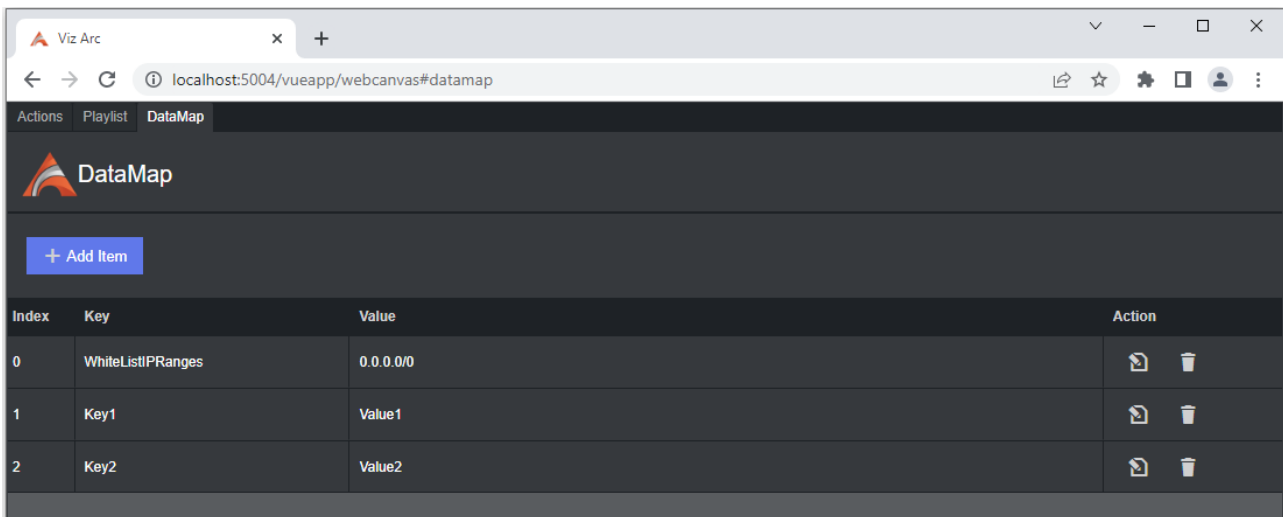 Viz Arc
localhost:5004/vueapp/webcanvas#datamap
Actions Playlist DataMap
DataMap
+ Add Item
Index Key Value Action
0 WhiteListIPRanges 0.0.0.0/0
1 Key1 Value1
2 Key2 Value2